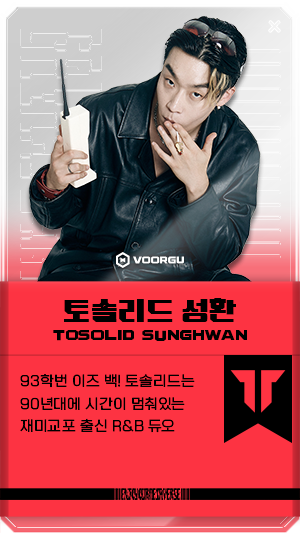 VOORGU
토솔리드 성환
TOSOLID SUNGHWAN
93학번 이즈 백! 토솔리드는
90년대에 시간이 멈춰있는
재미교포 출신 R&B 듀오